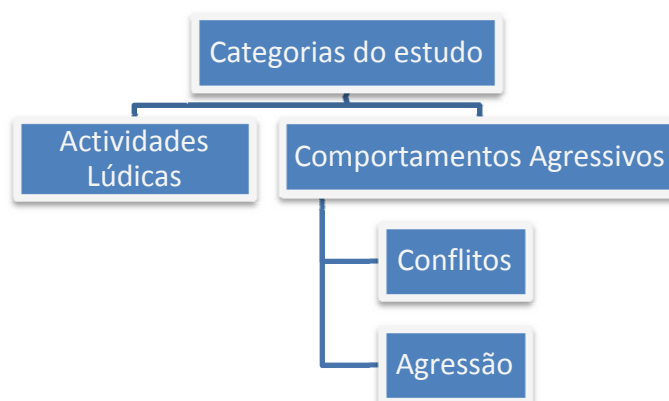 Categorias do estudo
Actividades
Lúdicas
Comportamentos Agressivos
Conflitos
Agressão